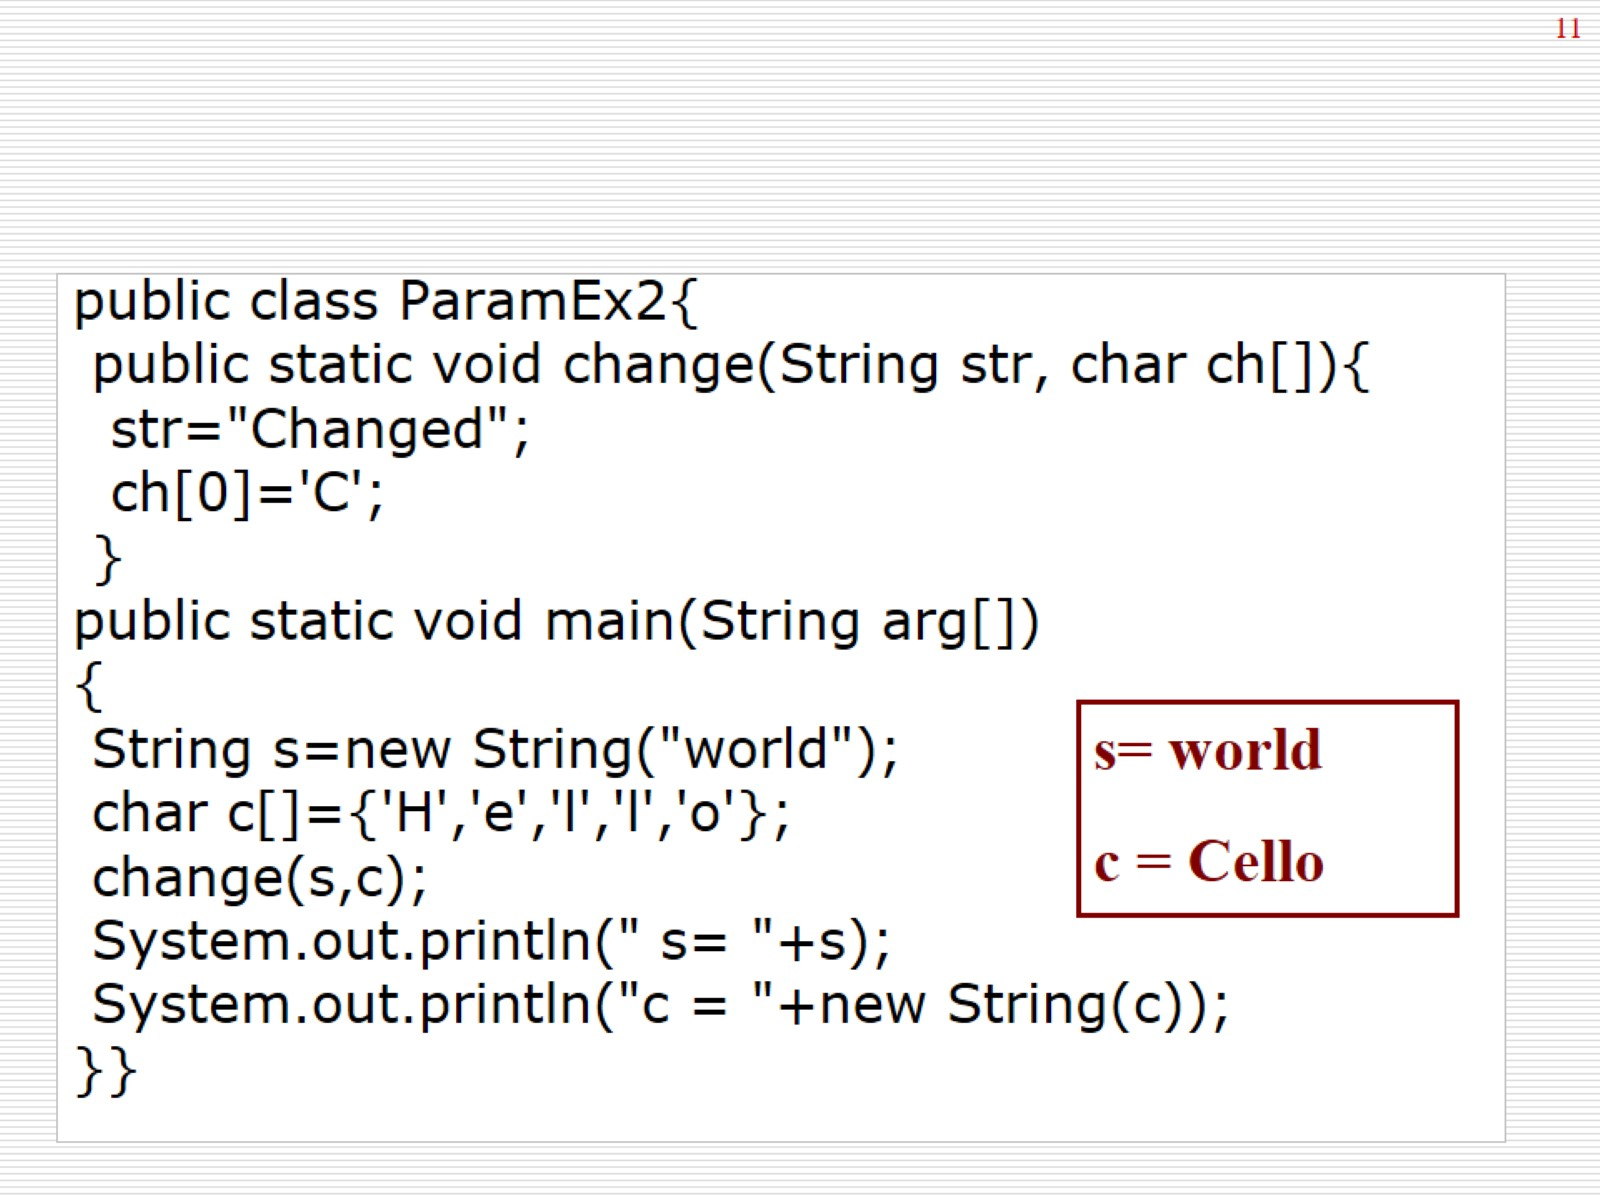 11
public class ParamEx2{
public static void change(String str, char ch[]){
str="Changed";
ch[0]='C';
}
public static void main(String arg[])
{
String s=new String("world");
char c[]={'H','e','l','l','o'};
change(s,c);
System.out.println(" s= "+s);
System.out.println("c = "+new String(c));
}}
s= world
c = Cello